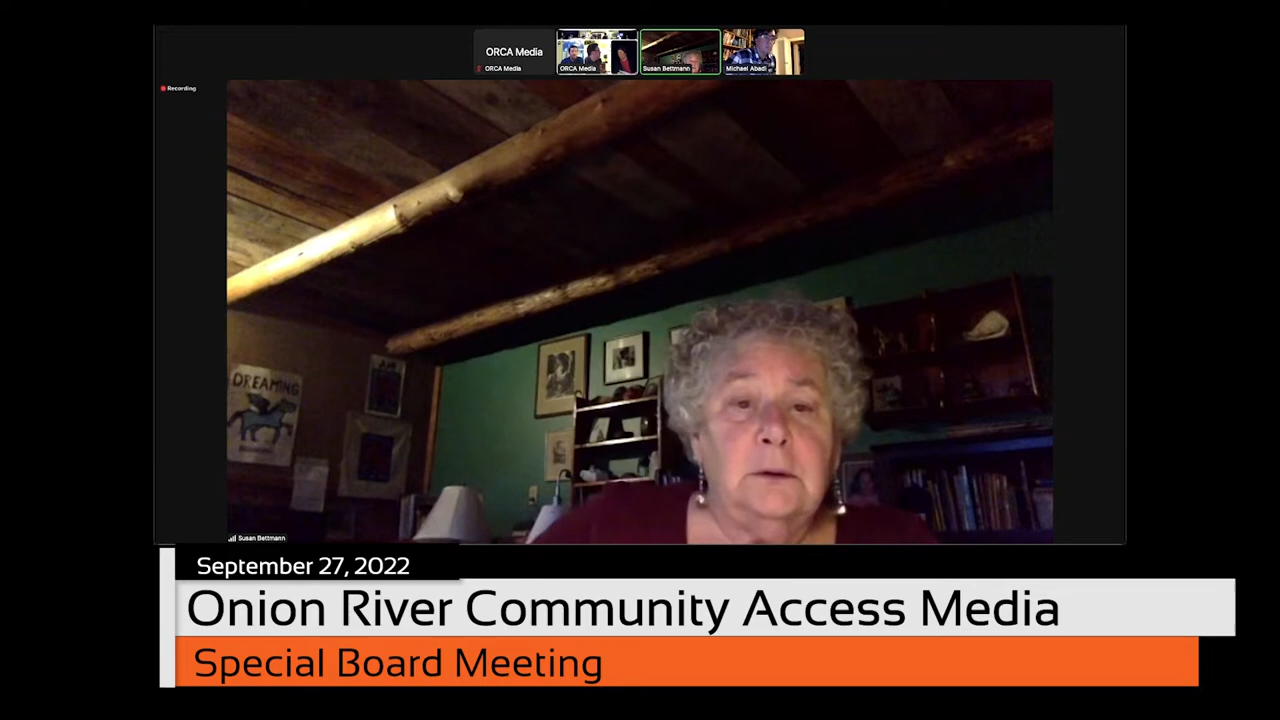 ORCA Media
ORCA Media
ORCA Media
Susan Bettmann
Michael Abadi
Recording
DREAMING
Susan Bettmann
September 27, 2022
Onion River Community Access Media
Special Board Meeting